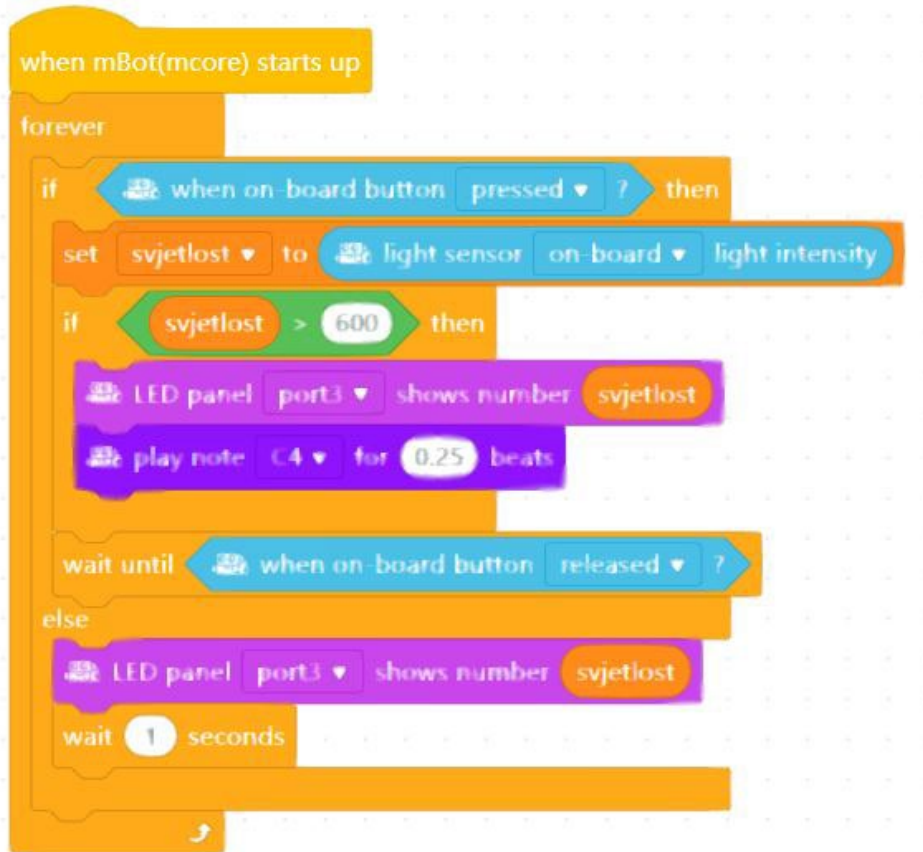 when mBot(mcore) starts up
forever
if when on-board button pressed ? then
set svjetlost to light sensor on-board light intensity
if svjetlost > 600 then
LED panel port3 shows number svjetlost
play note C4 for 0.25 beats
wait until when on-board button released ?
else
LED panel port3 shows number svjetlost
wait 1 seconds